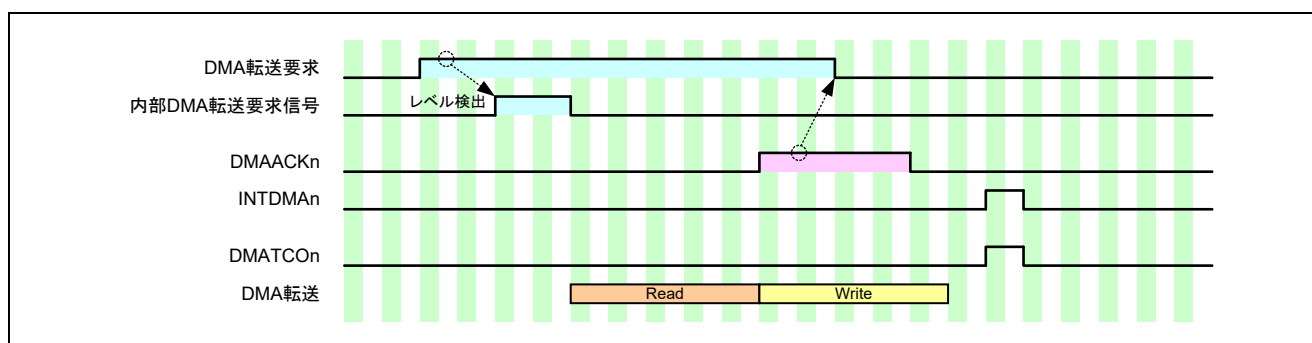 DMA転送要求
レベル検出
内部DMA転送要求信号
DMAACKn
INTDMAn
DMATCOn
DMA転送
Read
Write